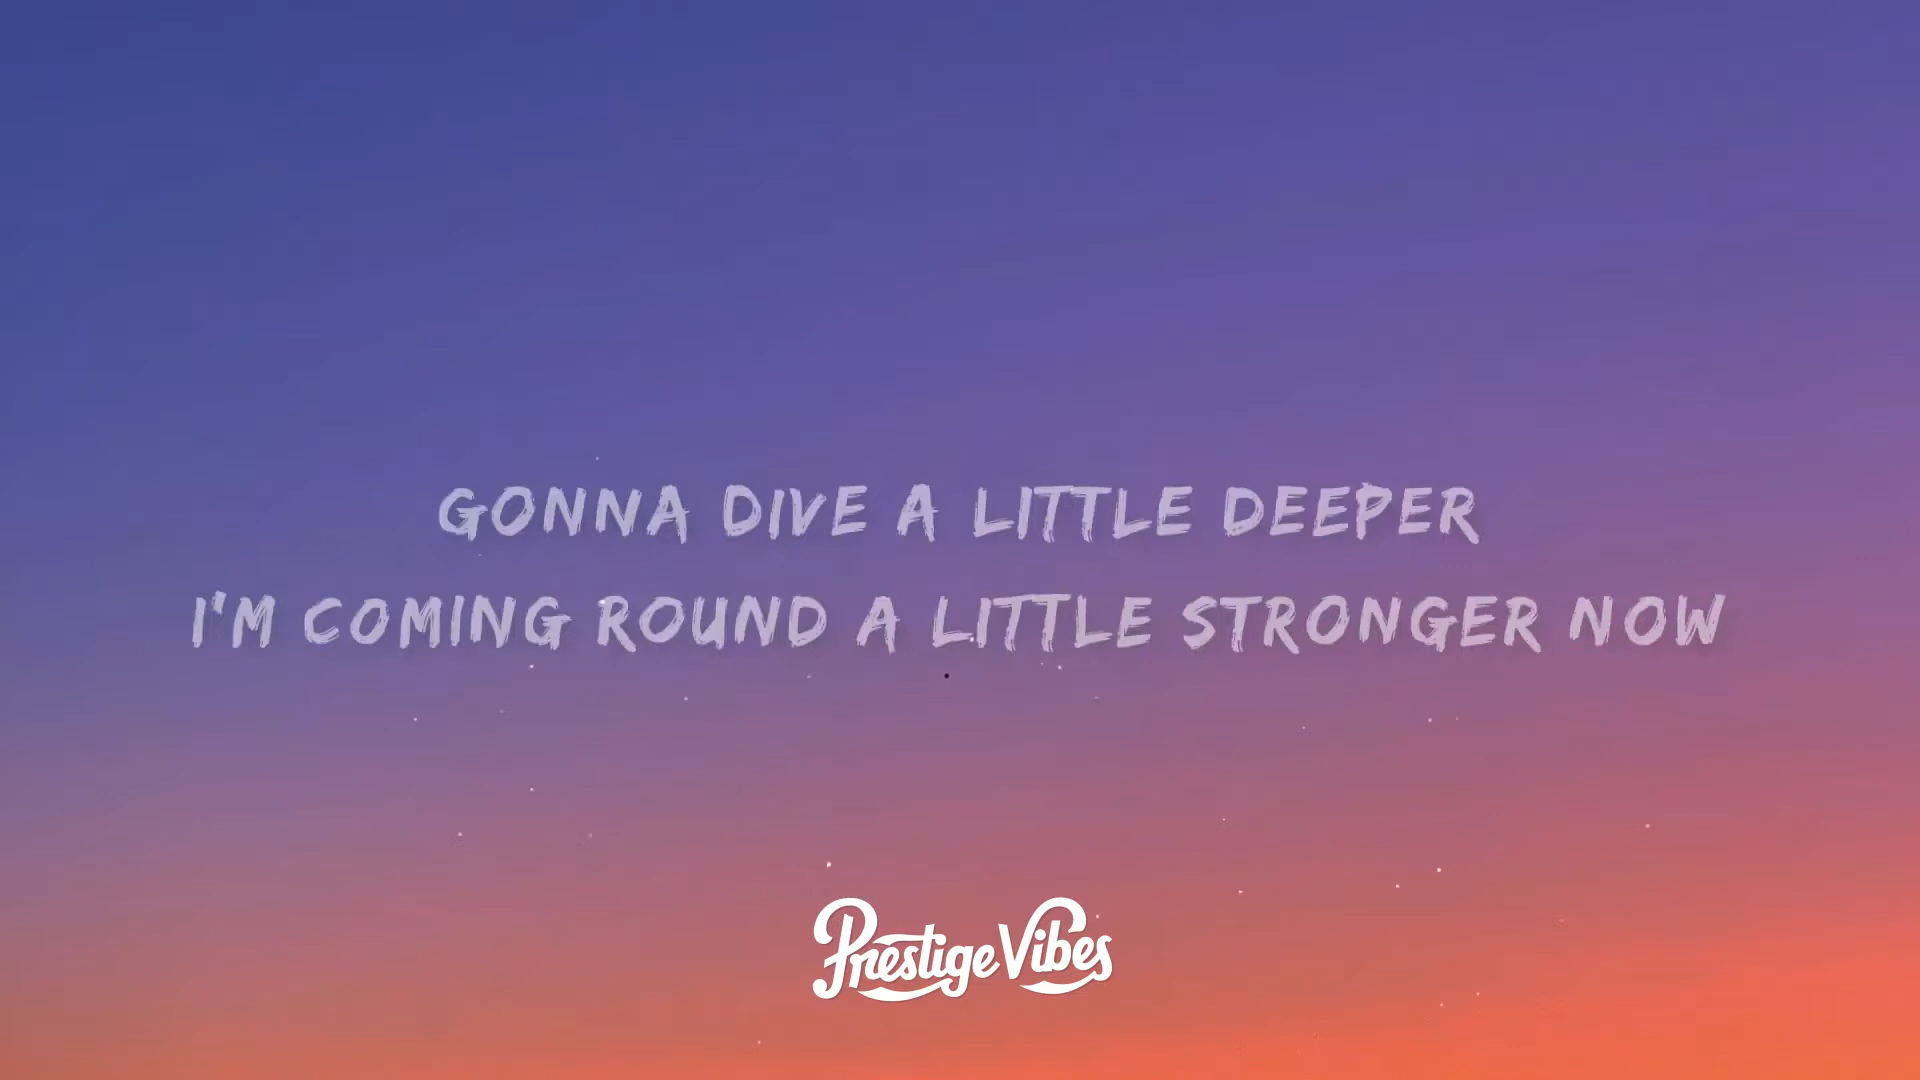 GONNA DIVE A LITTLE DEEPER
I'M COMING ROUND A LITTLE STRONGER NOW
Prestige Vibes